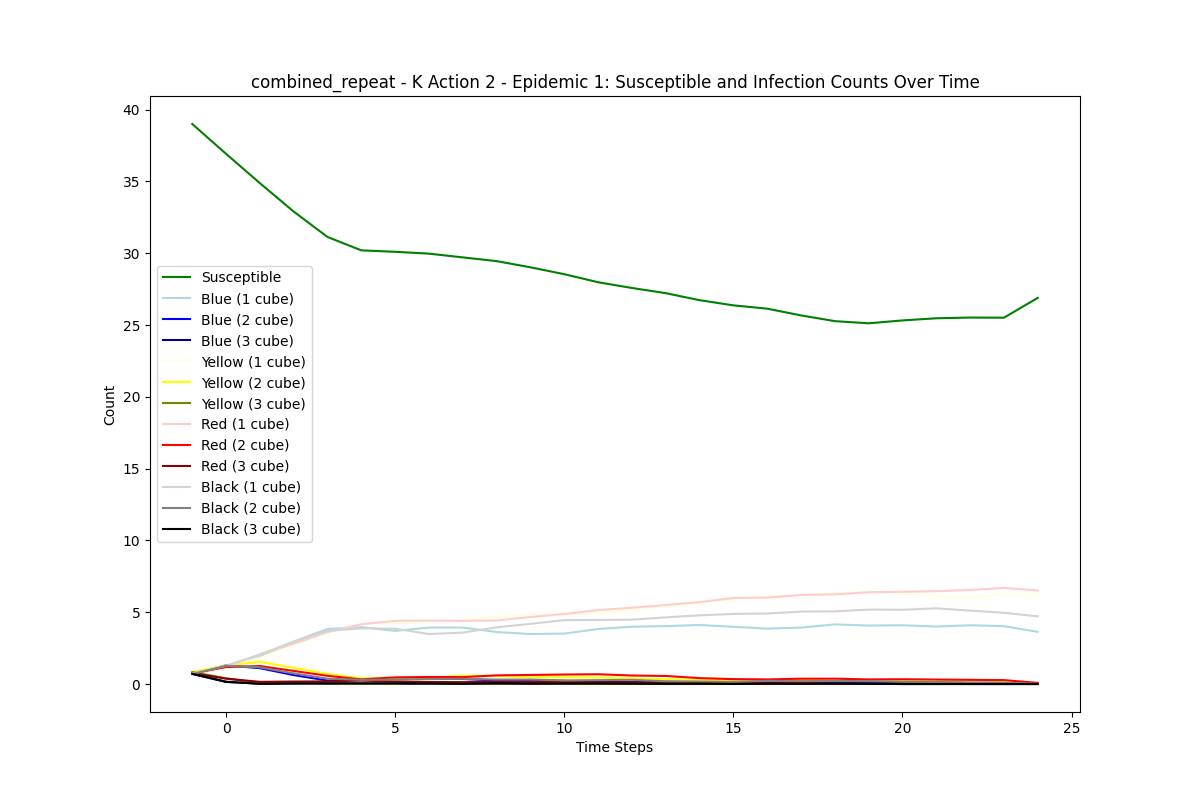 combined_repeat - K Action 2 - Epidemic 1: Susceptible and Infection Counts Over Time
40
35
30
25
20
15
10
5
0
Count
Susceptible
Blue (1 cube)
Blue (2 cube)
Blue (3 cube)
Yellow (1 cube)
Yellow (2 cube)
Yellow (3 cube)
Red (1 cube)
Red (2 cube)
Red (3 cube)
Black (1 cube)
Black (2 cube)
Black (3 cube)
0 5 10 15 20 25
Time Steps